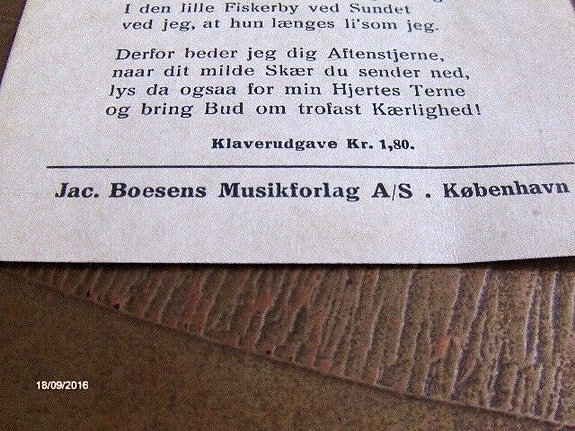 I den lille Fiskerby ved Sundet
ved jeg, at hun længes li'som jeg.
Derfor beder jeg dig Aftenstjerne,
naar dit milde Skær du sender ned,
lys da ogsaa for min Hjertes Terne
og bring Bud om trofast Kærlighed!
Klaverudgave Kr. 1,80.
Jac. Boesens Musikforlag A/S . København
18/09/2016